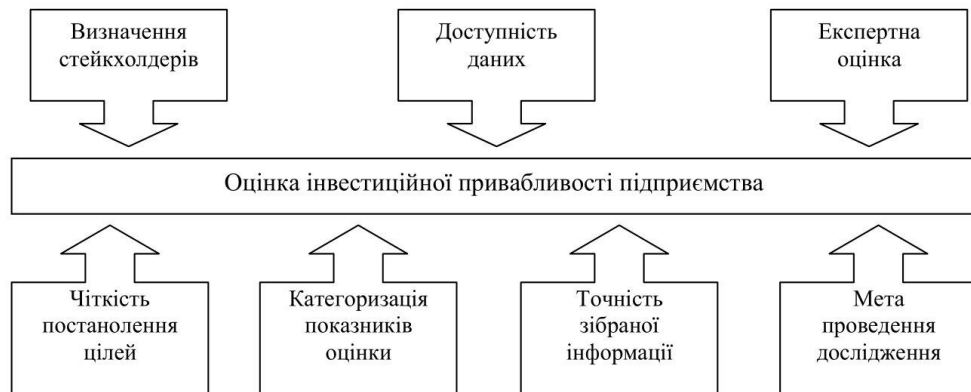 Визначення
стейкхолдерів
Доступність
даних
Експертна
оцінка
Оцінка інвестиційної привабливості підприємства
Чіткість
постанолення
цілей
Категоризація
показників
оцінки
Точність
зібраної
інформації
Мета
проведення
дослідження